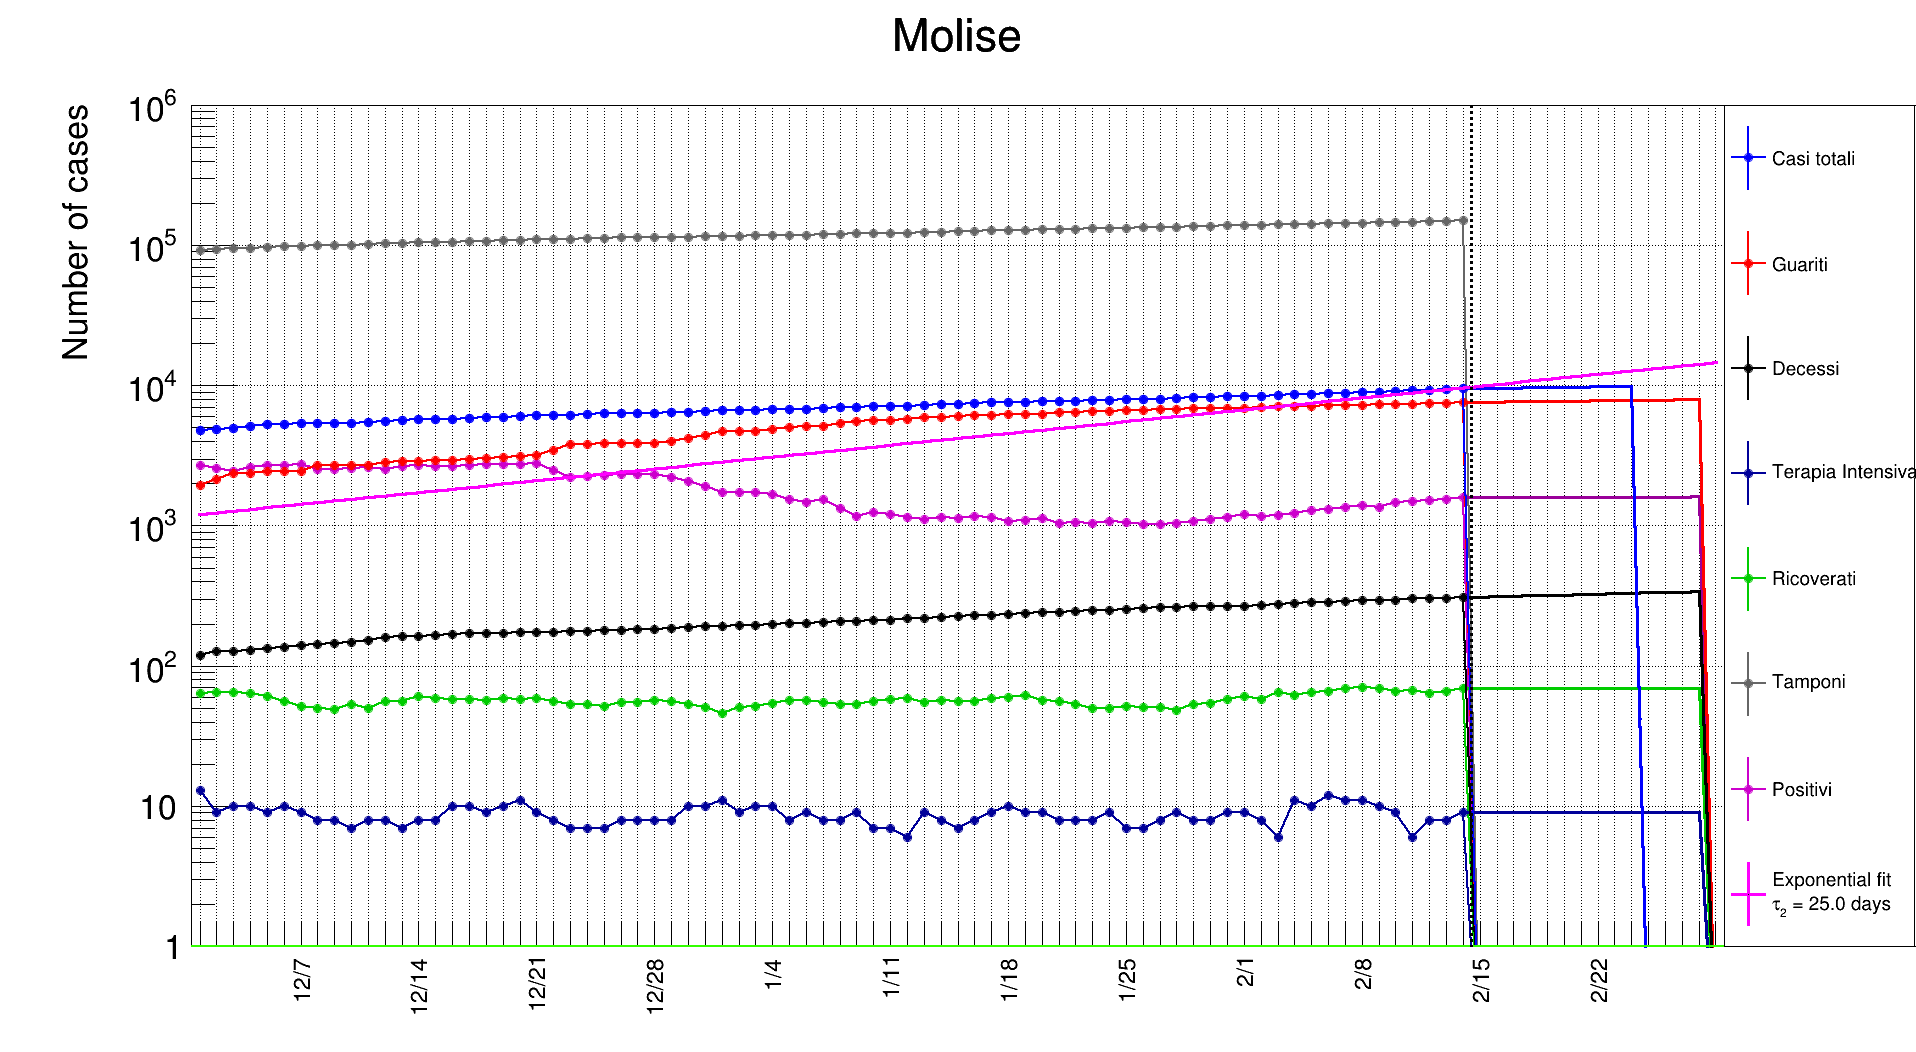 Molise
Number of cases
10^6
10^5
10^4
10^3
10^2
10
1
12/7
12/14
12/21
12/28
1/4
1/11
1/18
1/25
2/1
2/8
2/15
2/22
Casi totali
Guariti
Decessi
Terapia Intensiva
Ricoverati
Tamponi
Positivi
Exponential fit
τ₂ = 25.0 days